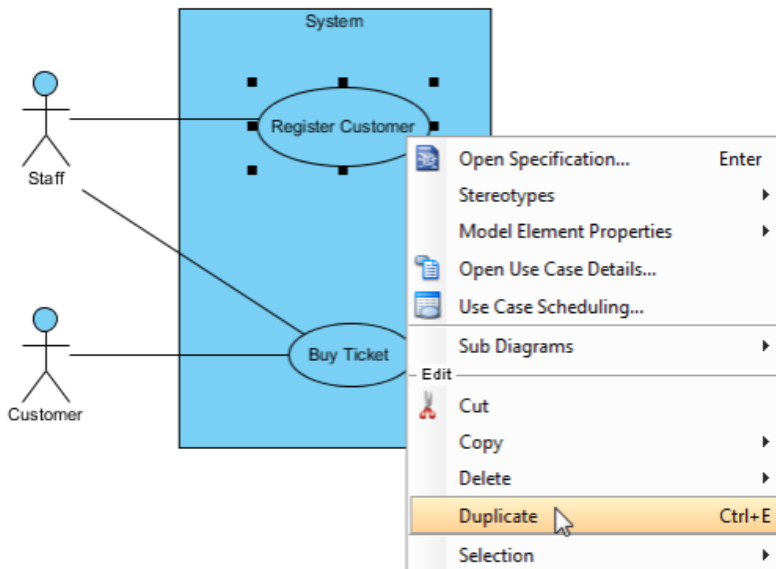 System
Register Customer
Staff
Buy Ticket
Customer
Open Specification... Enter
Stereotypes
Model Element Properties
Open Use Case Details...
Use Case Scheduling...
Sub Diagrams
Edit
Cut
Copy
Delete
Duplicate Ctrl+E
Selection